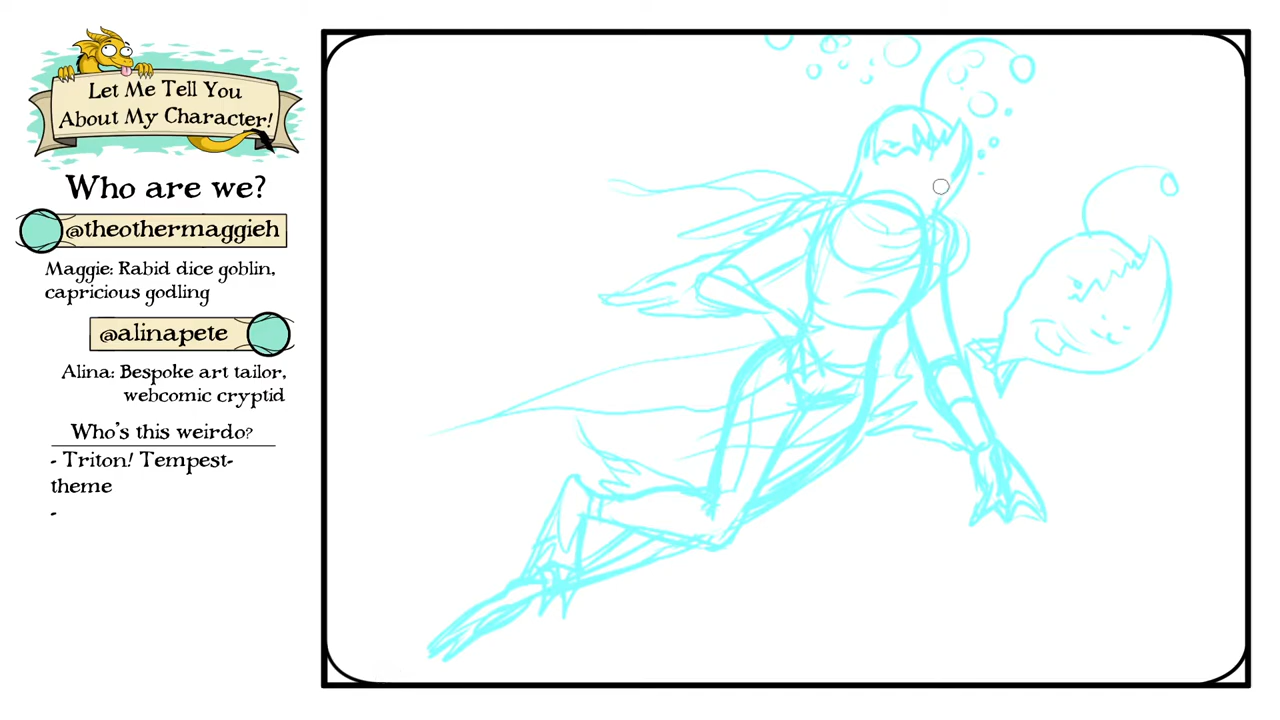 Let Me Tell You
About My Character!
Who are we?
@theothermaggieh
Maggie: Rabid dice goblin,
capricious godling
@alinapete
Alina: Bespoke art tailor,
webcomic cryptid
Who's this weirdo?
- Triton! Tempest-
theme
-